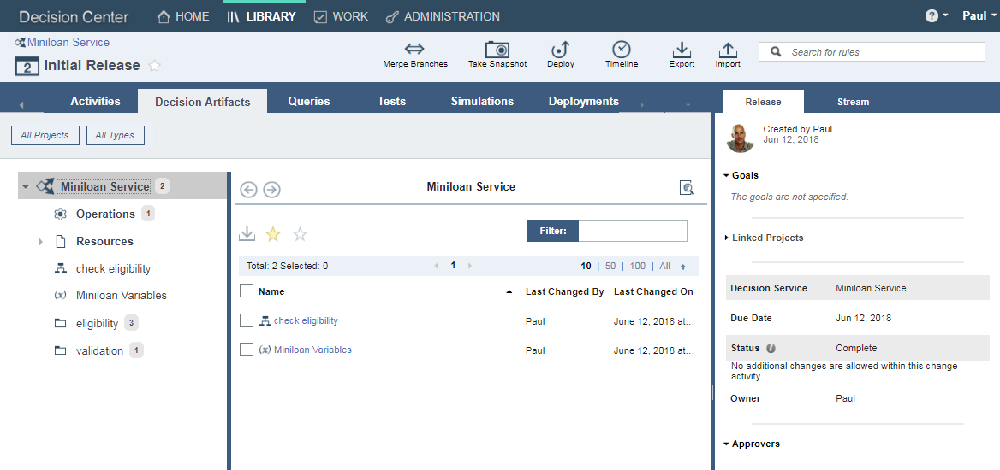 Decision Center HOME LIBRARY WORK ADMINISTRATION ? Paul
Miniloan Service
2 Initial Release
Merge Branches Take Snapshot Deploy Timeline Export Import Search for rules
Activities Decision Artifacts Queries Tests Simulations Deployments Release Stream
All Projects All Types
Created by Paul
Jun 12, 2018
Goals
The goals are not specified.
Linked Projects
Decision Service Miniloan Service
Due Date Jun 12, 2018
Status i Complete
No additional changes are allowed within this change
activity.
Owner Paul
Approvers
Miniloan Service 2
Operations 1
Resources
check eligibility
(x) Miniloan Variables
eligibility 3
validation 1
Miniloan Service
Filter:
Total: 2 Selected: 0 1 10 | 50 | 100 | All
Name Last Changed By Last Changed On
check eligibility Paul June 12, 2018 at...
(x) Miniloan Variables Paul June 12, 2018 at...